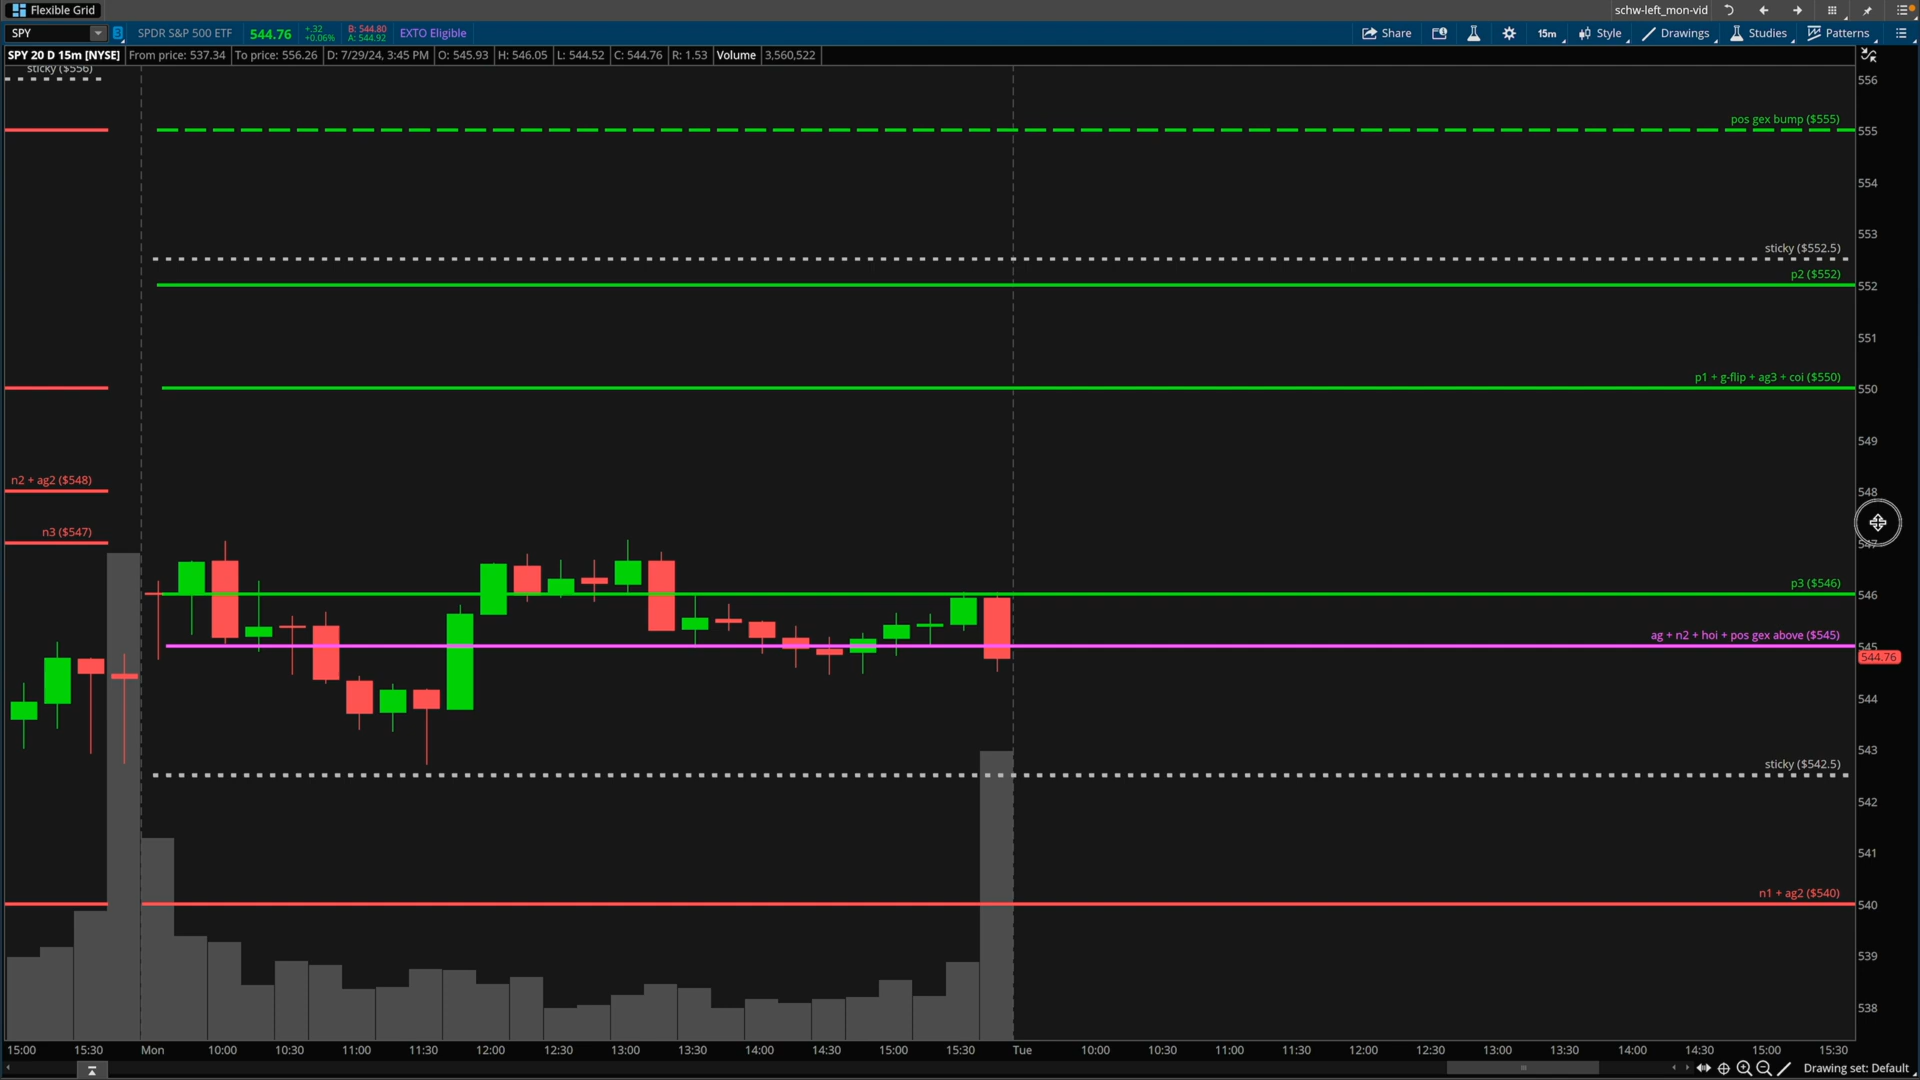 Flexible Grid
schw-left_mon-vid
SPY
3
SPDR S&P 500 ETF
544.76
+.32
+0.06%
B: 544.80
A: 544.92
EXTO Eligible
Share
15m
Style
Drawings
Studies
Patterns
SPY 20 D 15m [NYSE]
From price: 537.34
To price: 556.26
D: 7/29/24, 3:45 PM
O: 545.93
H: 546.05
L: 544.52
C: 544.76
R: 1.53
Volume
3,560,522
sticky ($556)
556
pos gex bump ($555)
555
554
553
sticky ($552.5)
p2 ($552)
552
551
p1 + g-flip + ag3 + coi ($550)
550
549
n2 + ag2 ($548)
548
n3 ($547)
547
p3 ($546)
546
ag + n2 + hoi + pos gex above ($545)
545
544.76
544
543
sticky ($542.5)
542
541
n1 + ag2 ($540)
540
539
538
15:00 15:30 Mon 10:00 10:30 11:00 11:30 12:00 12:30 13:00 13:30 14:00 14:30 15:00 15:30 Tue 10:00 10:30 11:00 11:30 12:00 12:30 13:00 13:30 14:00 14:30 15:00 15:30
Drawing set: Default